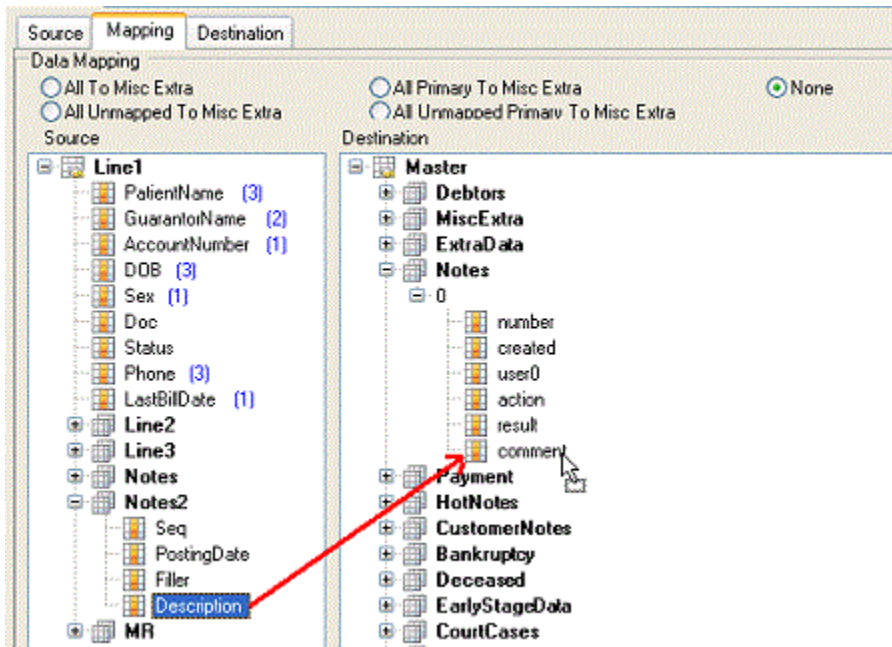 Source Mapping Destination
Data Mapping
All To Misc Extra
All Primary To Misc Extra
None
All Unmapped To Misc Extra
All Unmapped Primary To Misc Extra
Source
Line1
PatientName (3)
GuarantorName (2)
AccountNumber (1)
DOB (3)
Sex (1)
Doc
Status
Phone (3)
LastBillDate (1)
Line2
Line3
Notes
Notes2
Seq
PostingDate
Filler
Description
MR
Destination
Master
Debtors
MiscExtra
ExtraData
Notes
0
number
created
user0
action
result
comment
Payment
HotNotes
CustomerNotes
Bankruptcy
Deceased
EarlyStageData
CourtCases